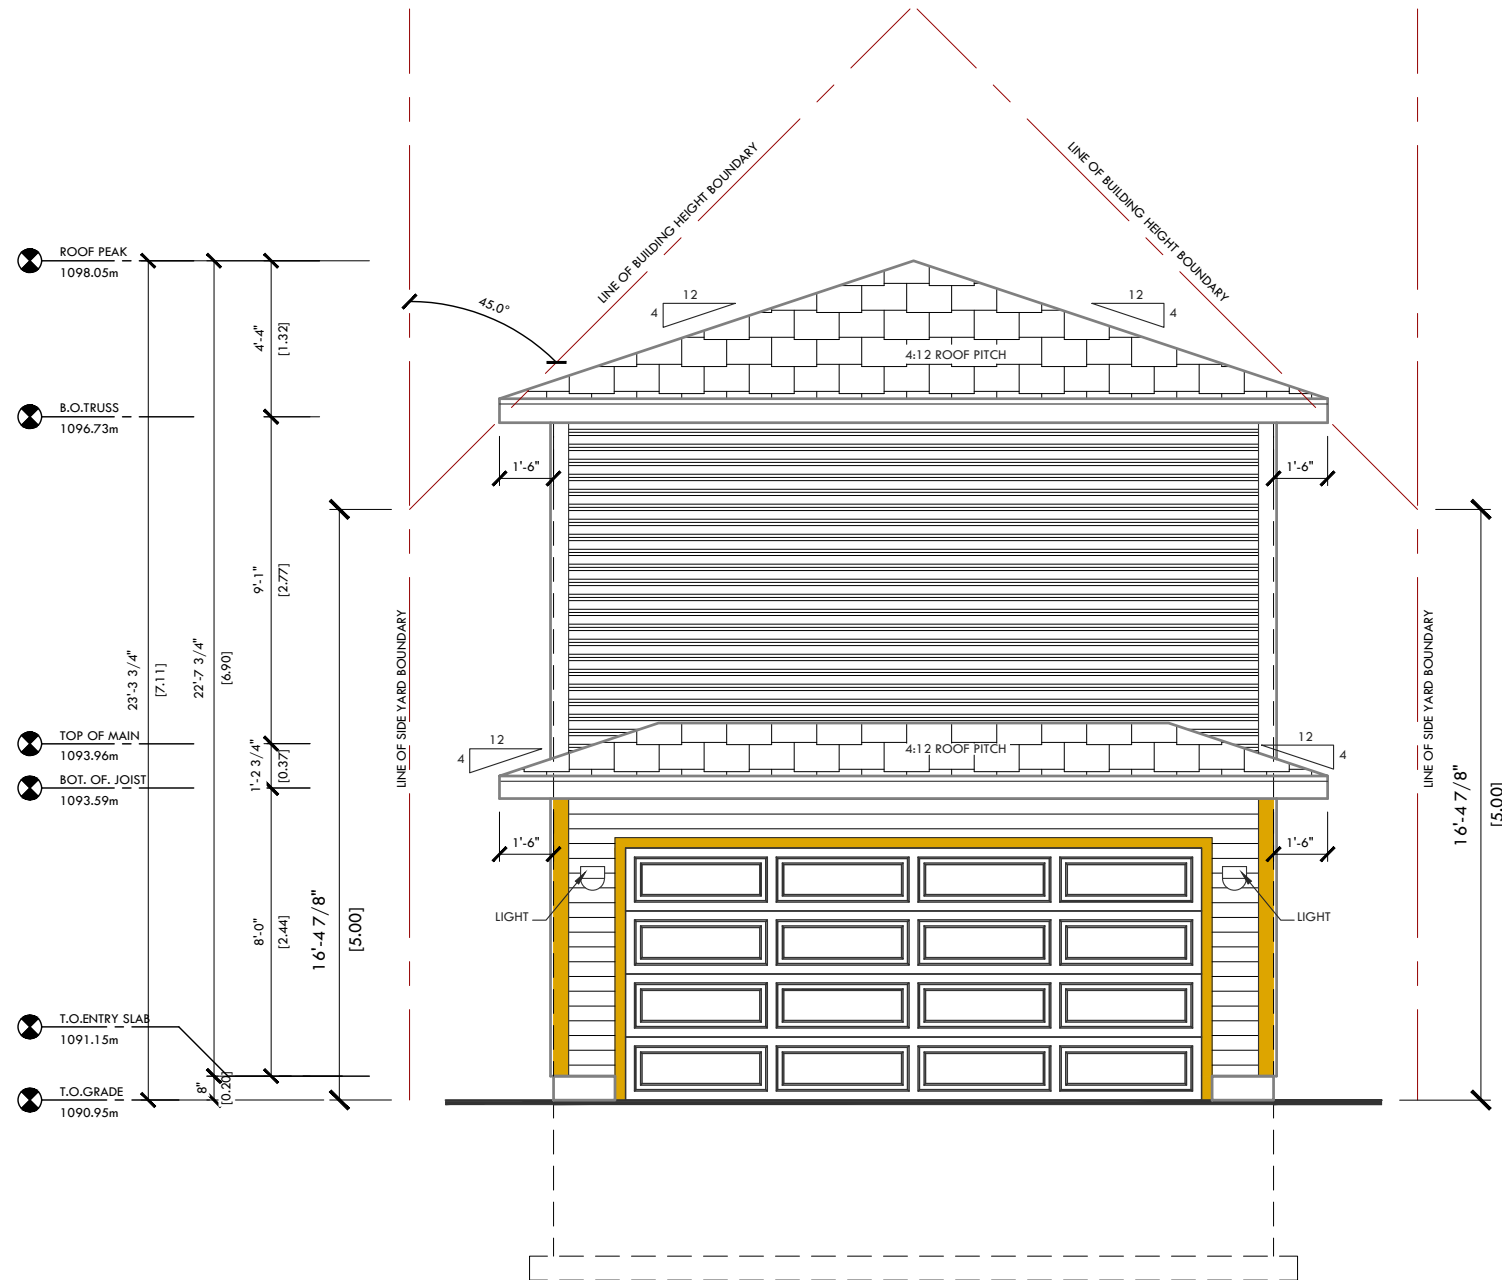 LINE OF BUILDING HEIGHT BOUNDARY
LINE OF BUILDING HEIGHT BOUNDARY
ROOF PEAK
1098.05m
45.0°
12
4
12
4
4:12 ROOF PITCH
4'-4"
[1.32]
B.O.TRUSS
1096.73m
1'-6"
1'-6"
9'-1"
[2.77]
23'-3 3/4"
[7.11]
22'-7 3/4"
[6.90]
LINE OF SIDE YARD BOUNDARY
LINE OF SIDE YARD BOUNDARY
TOP OF MAIN
1093.96m
1'-2 3/4"
[0.37]
12
4
4:12 ROOF PITCH
12
4
BOT. OF. JOIST
1093.59m
16'-4 7/8"
[5.00]
1'-6"
1'-6"
8'-0"
[2.44]
16'-4 7/8"
[5.00]
LIGHT
LIGHT
T.O.ENTRY SLAB
1091.15m
8"
[0.20]
T.O.GRADE
1090.95m